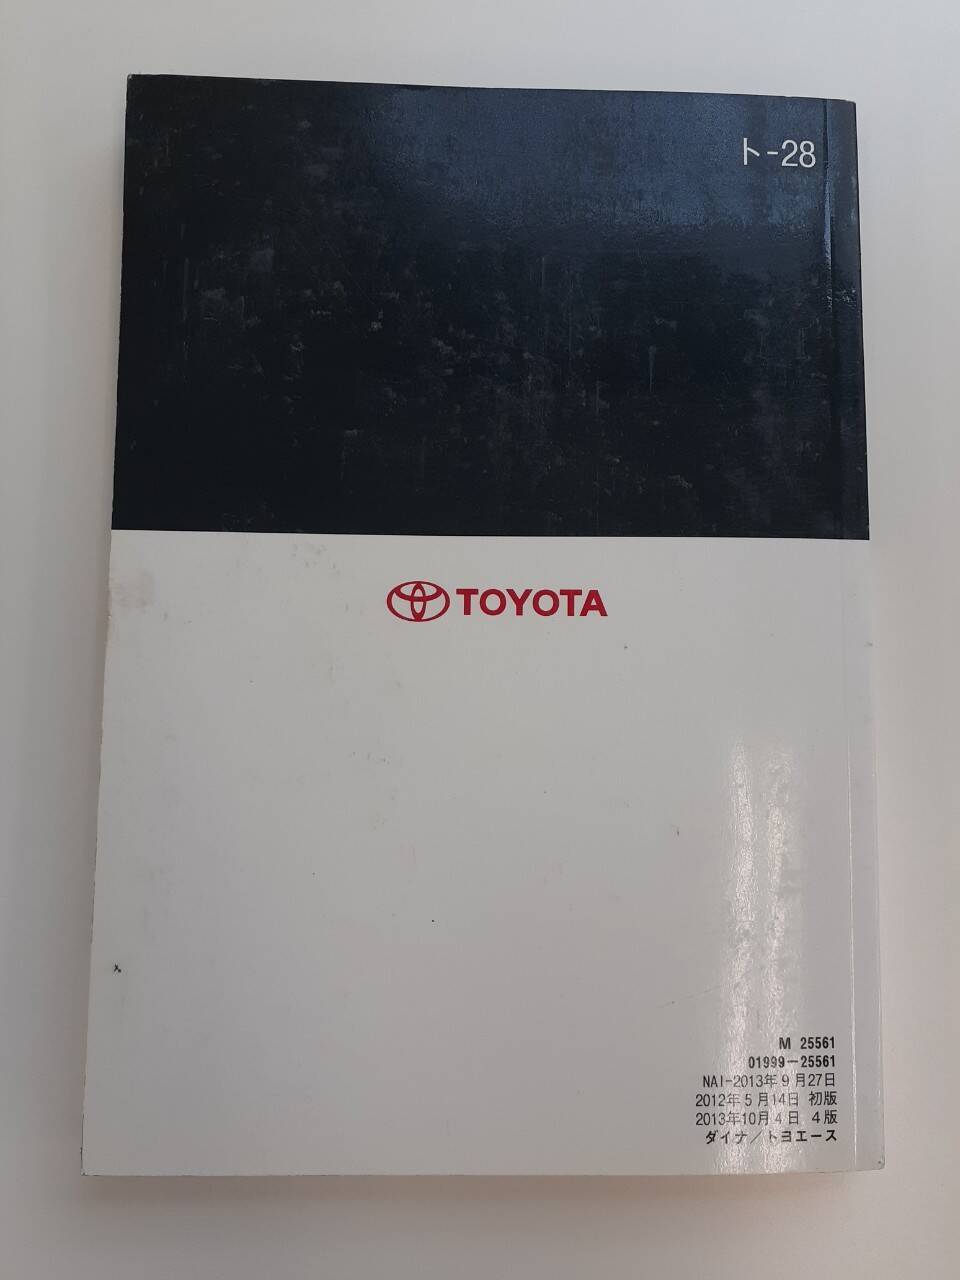 ト-28
TOYOTA
M 25561
01999-25561
NAI-2013年9月27日
2012年5月14日 初版
2013年10月4日 4版
ダイナ/トヨエース